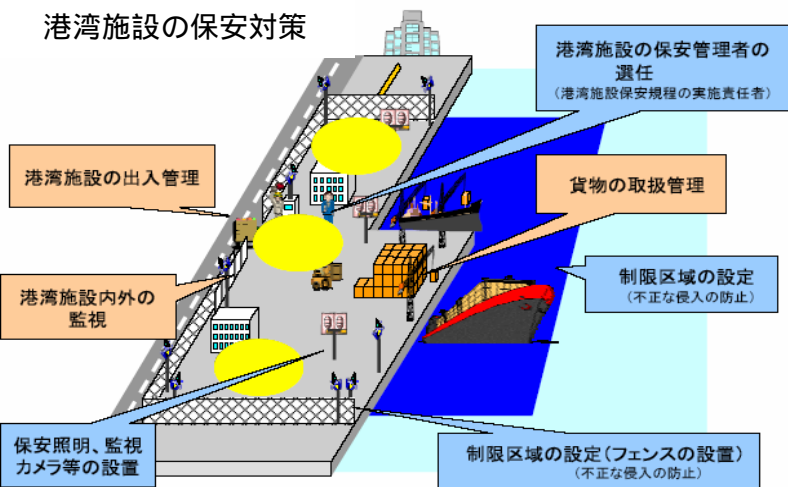 港湾施設の保安対策
港湾施設の保安管理者の
選任
(港湾施設保安規程の実施責任者)
港湾施設の出入管理
貨物の取扱管理
港湾施設内外の
監視
制限区域の設定
(不正な侵入の防止)
保安照明、監視
カメラ等の設置
制限区域の設定(フェンスの設置)
(不正な侵入の防止)